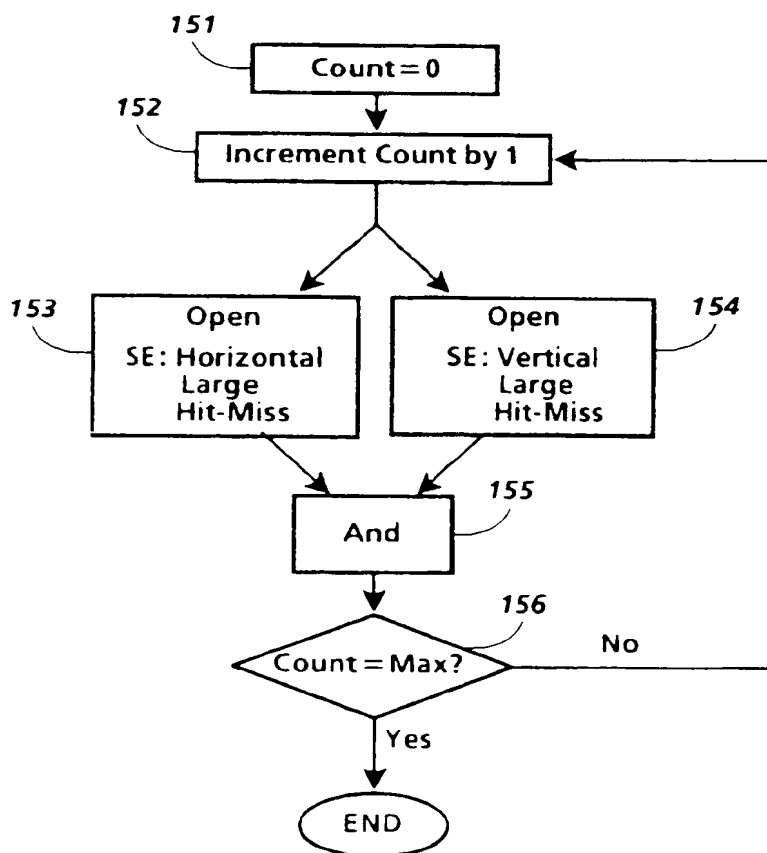 151
Count = 0
152
Increment Count by 1
153
Open
SE: Horizontal
Large
Hit-Miss
154
Open
SE: Vertical
Large
Hit-Miss
155
And
156
Count = Max?
No
Yes
END